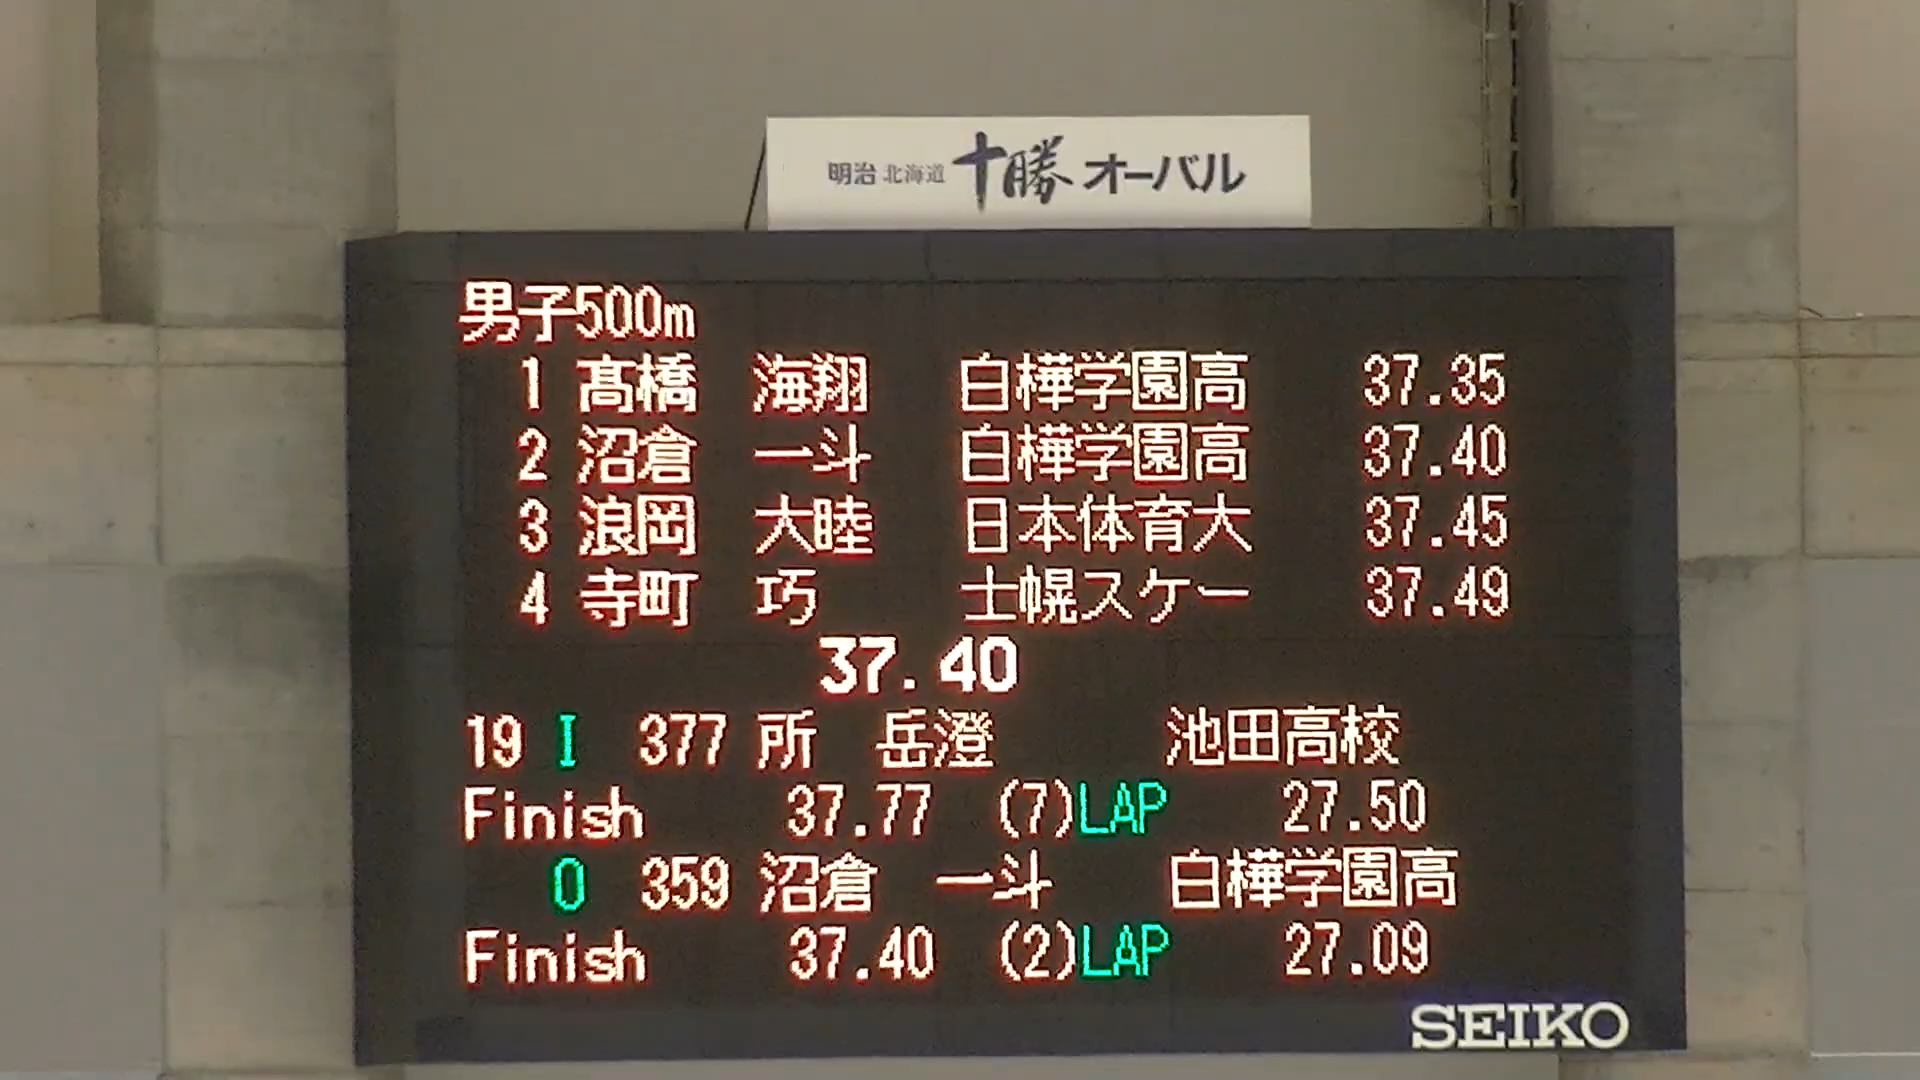 明治 北海道 十勝オーバル
男子500m
1 髙橋 海翔 白樺学園高 37.35
2 沼倉 一斗 白樺学園高 37.40
3 浪岡 大睦 日本体育大 37.45
4 寺町 巧 士幌スケー 37.49
37.40
19 I 377 所 岳澄 池田高校
Finish 37.77 (7)LAP 27.50
O 359 沼倉 一斗 白樺学園高
Finish 37.40 (2)LAP 27.09
SEIKO